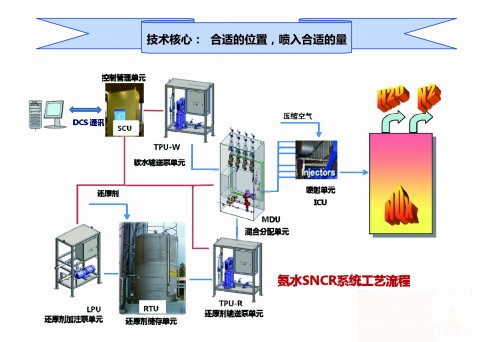 技术核心： 合适的位置，喷入合适的量
控制管理单元
DCS 通讯
SCU
TPU-W
软水输送泵单元
压缩空气
Injectors
喷射单元
ICU
H2O
N2
NOX
MDU
混合分配单元
还原剂
LPU
还原剂加注泵单元
RTU
还原剂储存单元
TPU-R
还原剂输送泵单元
氨水SNCR系统工艺流程